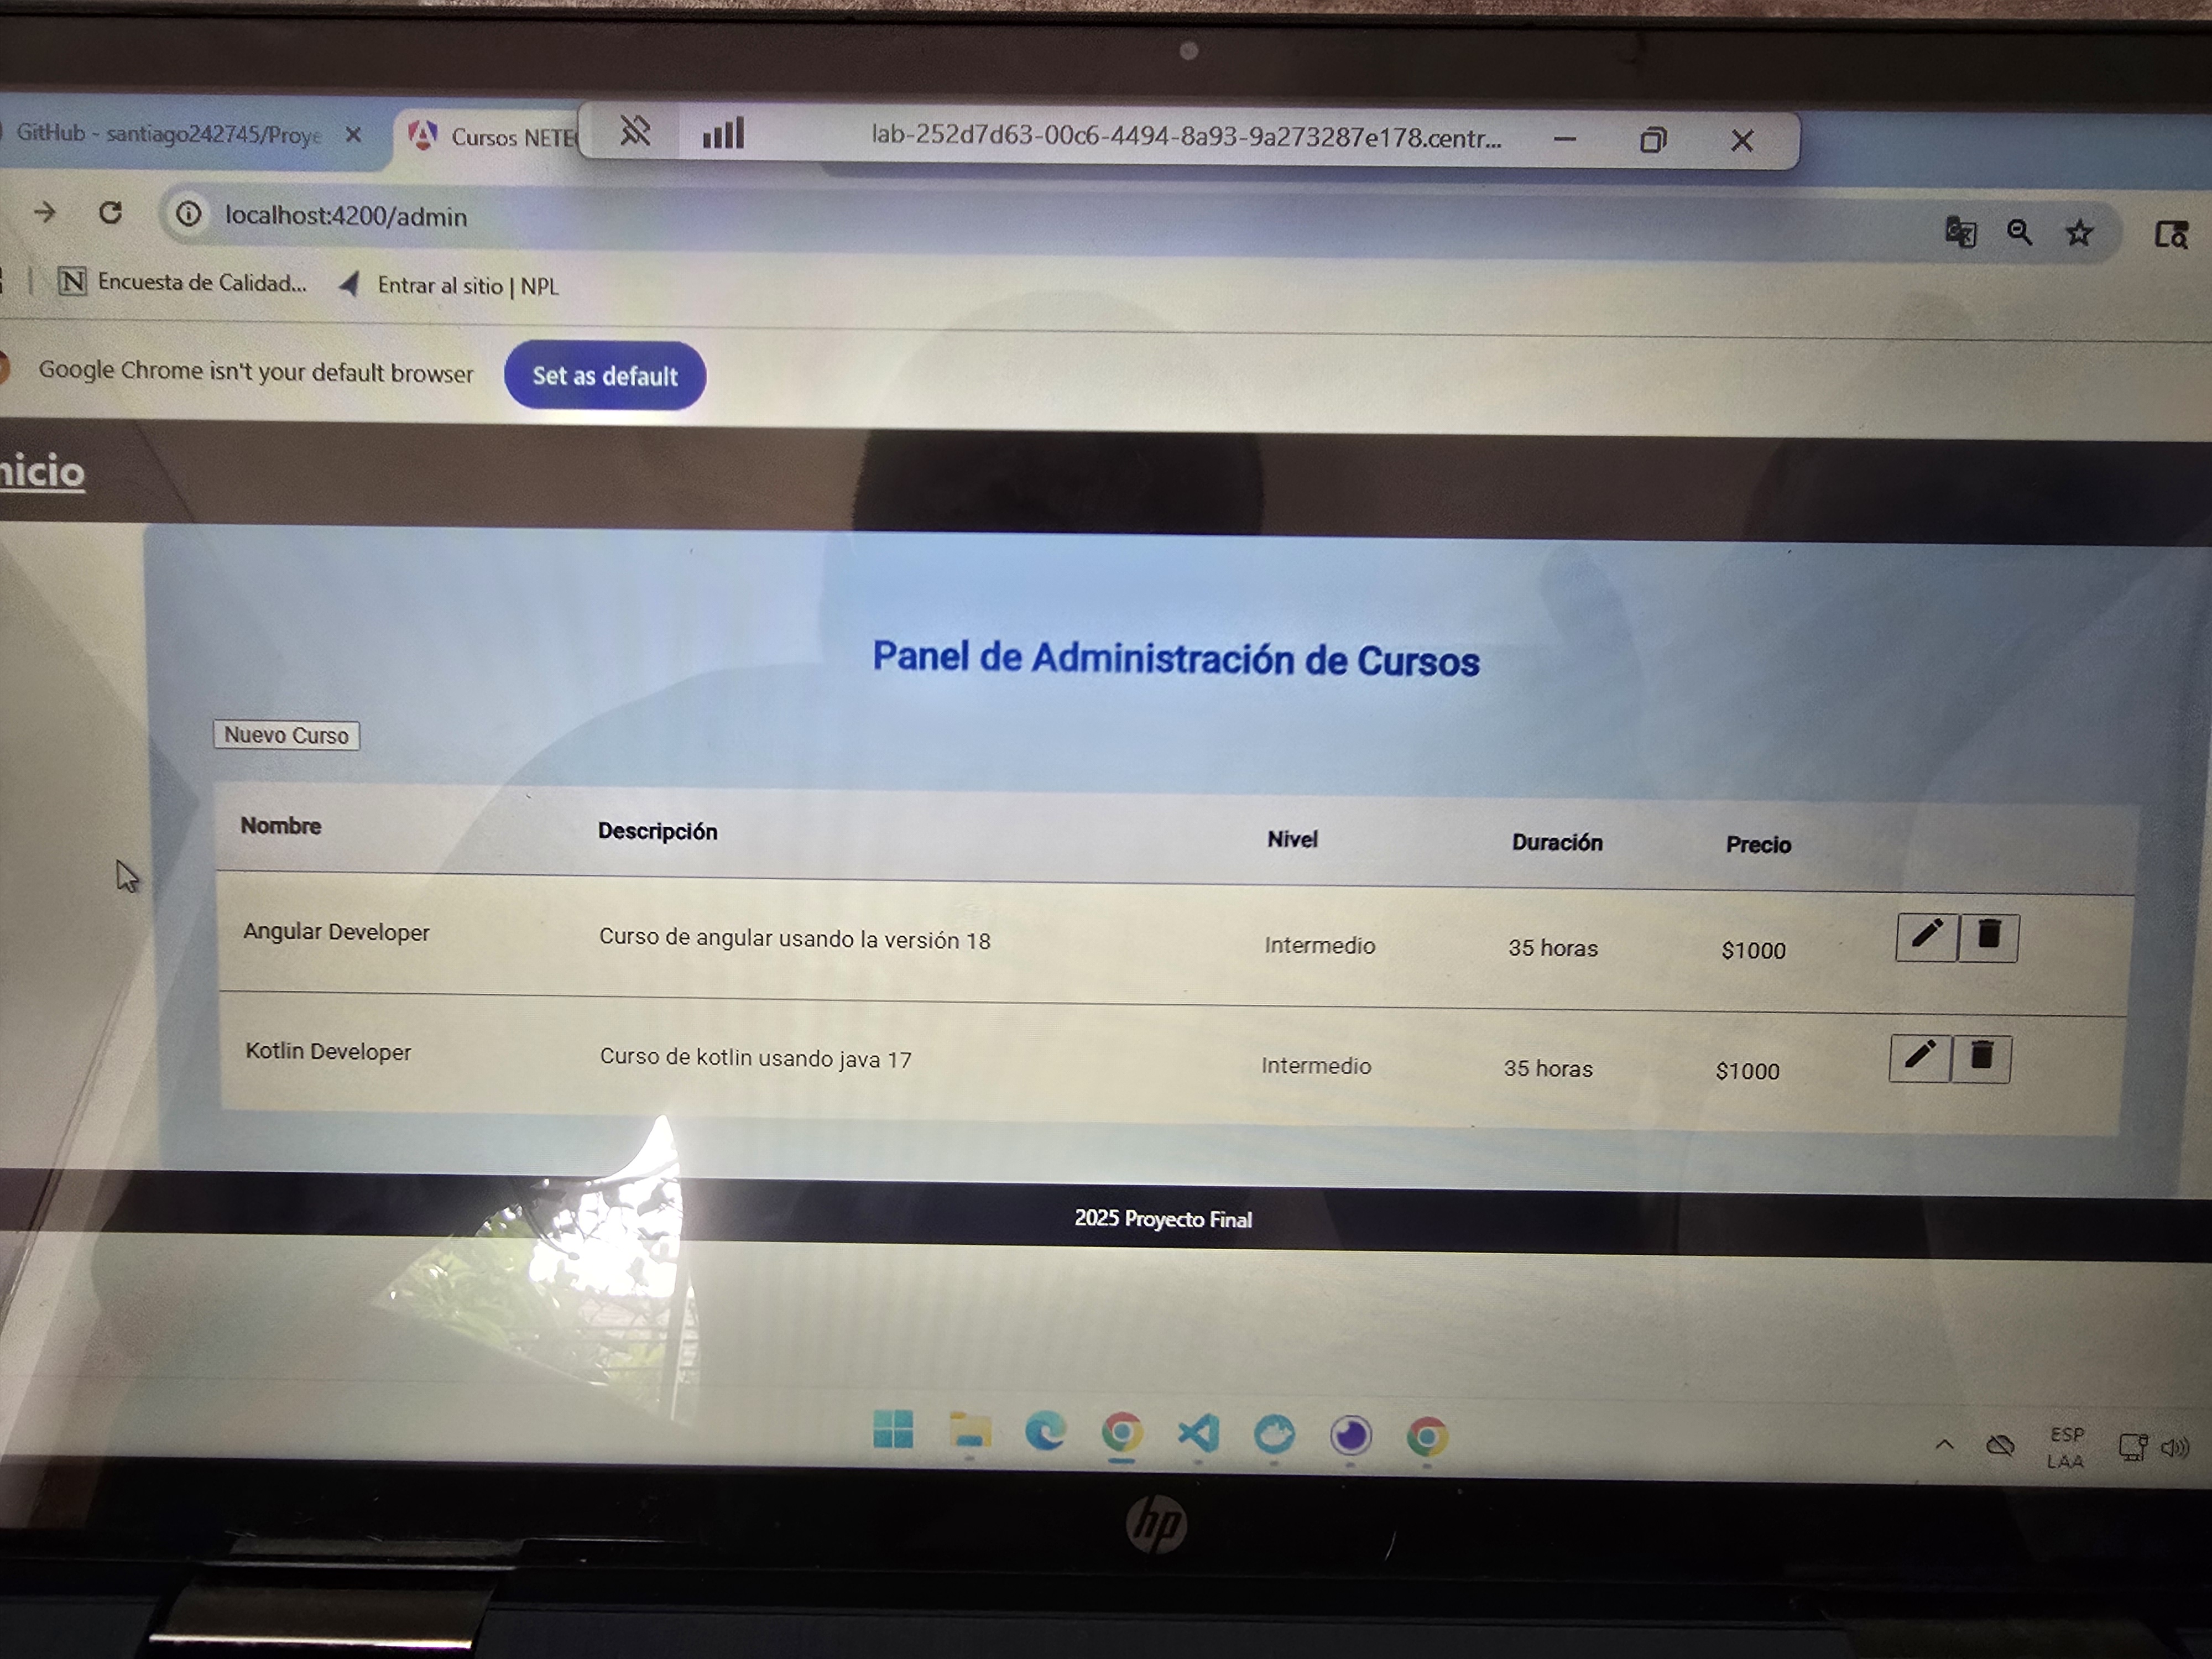 GitHub - santiago242745/Proye
Cursos NETE
lab-252d7d63-00c6-4494-8a93-9a273287e178.centr...
localhost:4200/admin
Encuesta de Calidad...
Entrar al sitio | NPL
Google Chrome isn't your default browser
Set as default
nicio
Panel de Administración de Cursos
Nuevo Curso
Nombre Descripción Nivel Duración Precio
Angular Developer Curso de angular usando la versión 18 Intermedio 35 horas $1000
Kotlin Developer Curso de kotlin usando java 17 Intermedio 35 horas $1000
2025 Proyecto Final
ESP
LAA
hp